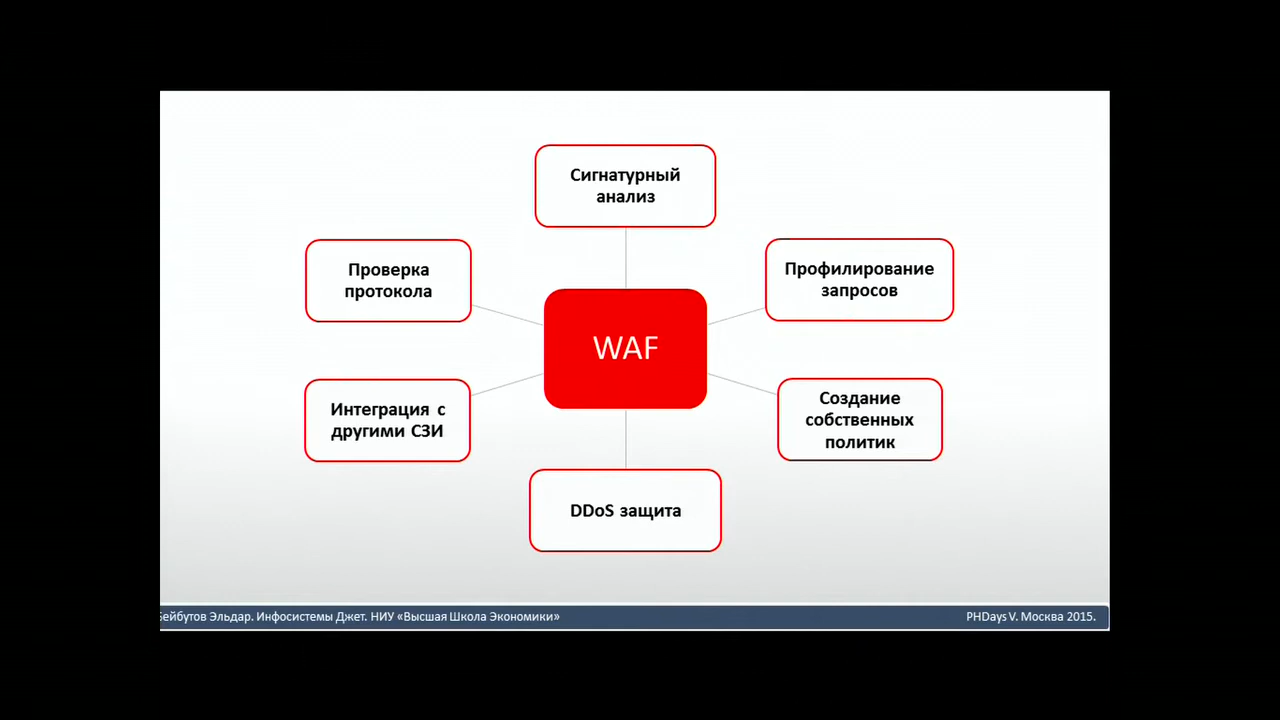 Сигнатурный
анализ
Проверка
протокола
Профилирование
запросов
WAF
Интеграция с
другими СЗИ
Создание
собственных
политик
DDoS защита
Бейбутов Эльдар. Инфосистемы Джет. НИУ «Высшая Школа Экономики»
PHDays V. Москва 2015.